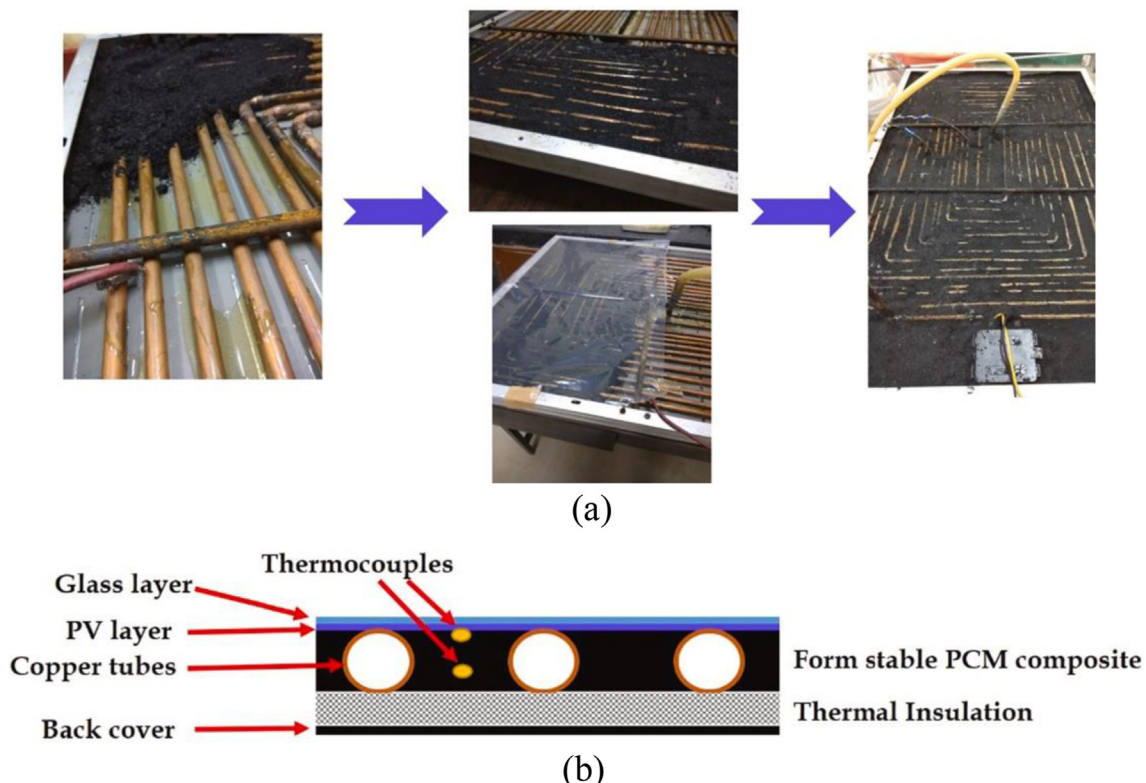 (a)
Thermocouples
Glass layer
PV layer
Copper tubes
Form stable PCM composite
Thermal Insulation
Back cover
(b)